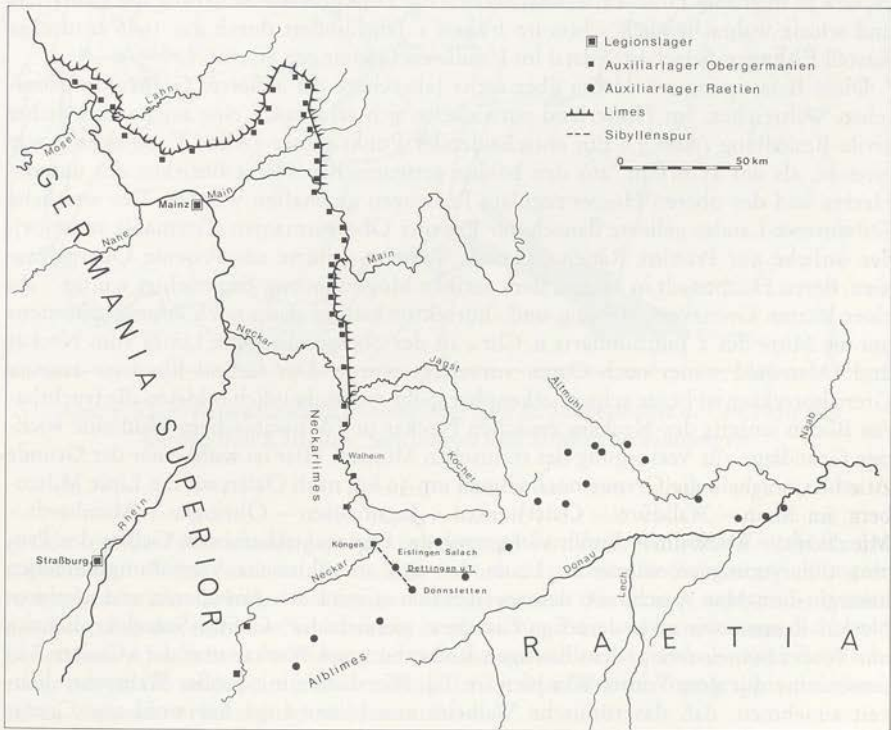 Legionslager
Auxiliarlager Obergermanien
Auxiliarlager Raetien
Limes
Sibyllenspur
0 50 km
Lahn
Mosel
GERMANIA SUPERIOR
Mainz
Main
Nahe
Main
Neckar
Jagst
Neckarlimes
Kocher
Altmühl
Naab
Walheim
Rhein
Straßburg
Köngen
Eislingen Salach
Dettingen u.T.
Neckar
Donnstetten
Donau
Lech
Alblimes
RAETIA